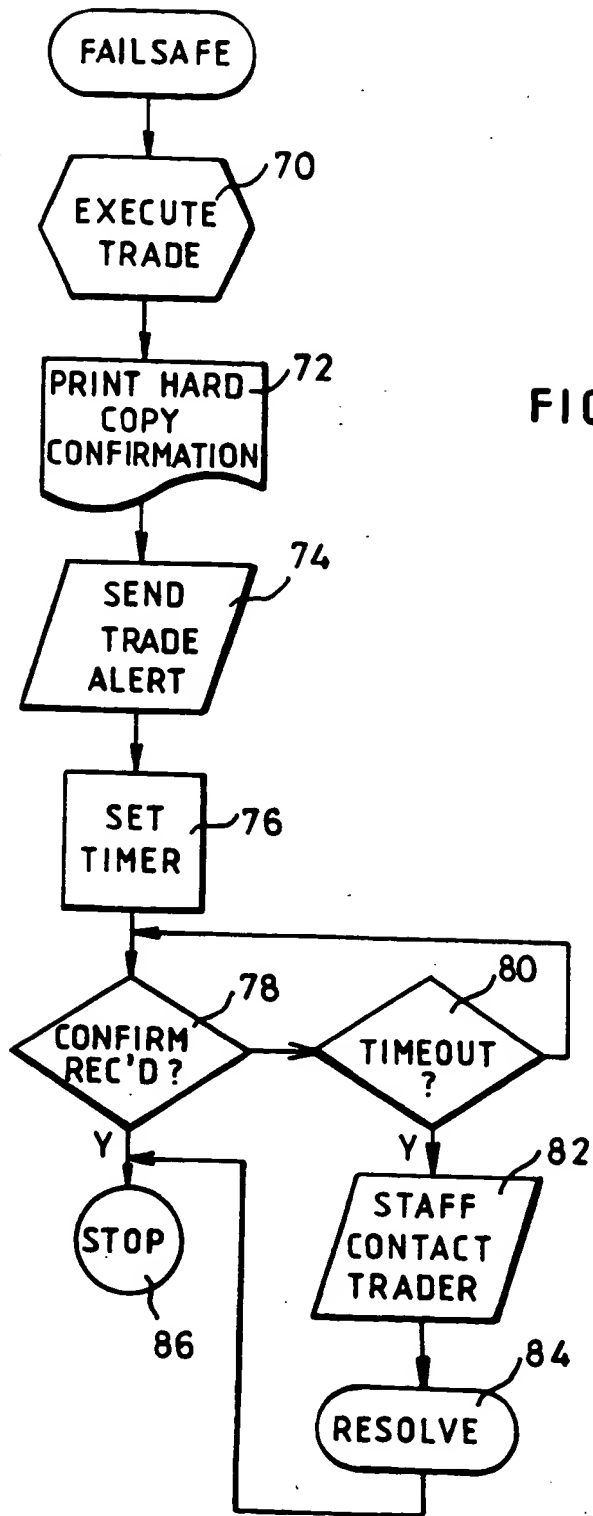 FAILSAFE
70
EXECUTE
TRADE
72
PRINT HARD
COPY
CONFIRMATION
FIG
74
SEND
TRADE
ALERT
76
SET
TIMER
78
CONFIRM
REC'D ?
80
TIMEOUT
?
Y
Y
82
STAFF
CONTACT
TRADER
STOP
86
84
RESOLVE